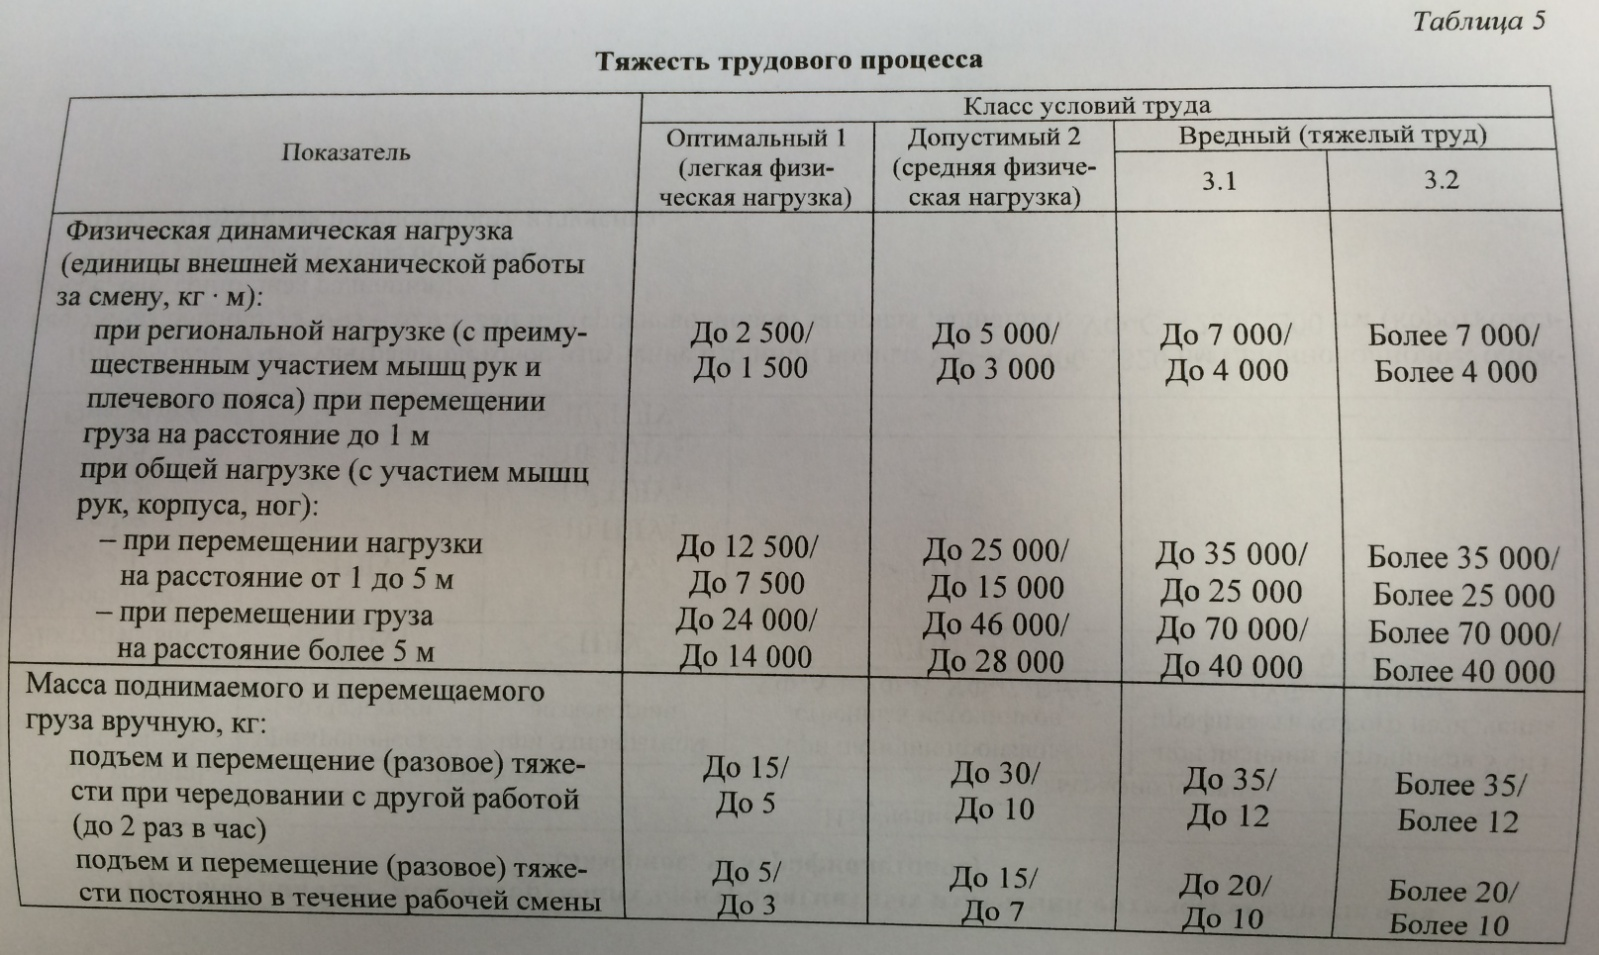 Таблица 5
Тяжесть трудового процесса
Показатель
Класс условий труда
Оптимальный 1
(легкая физи-
ческая нагрузка)
Допустимый 2
(средняя физиче-
ская нагрузка)
Вредный (тяжелый труд)
3.1
3.2
Физическая динамическая нагрузка
(единицы внешней механической работы
за смену, кг · м):
при региональной нагрузке (с преиму-
щественным участием мышц рук и
плечевого пояса) при перемещении
груза на расстояние до 1 м
До 2 500/
До 1 500
До 5 000/
До 3 000
До 7 000/
До 4 000
Более 7 000/
Более 4 000
при общей нагрузке (с участием мышц
рук, корпуса, ног):
– при перемещении нагрузки
на расстояние от 1 до 5 м
До 12 500/
До 7 500
До 25 000/
До 15 000
До 35 000/
До 25 000
Более 35 000/
Более 25 000
– при перемещении груза
на расстояние более 5 м
До 24 000/
До 14 000
До 46 000/
До 28 000
До 70 000/
До 40 000
Более 70 000/
Более 40 000
Масса поднимаемого и перемещаемого
груза вручную, кг:
подъем и перемещение (разовое) тяже-
сти при чередовании с другой работой
(до 2 раз в час)
До 15/
До 5
До 30/
До 10
До 35/
До 12
Более 35/
Более 12
подъем и перемещение (разовое) тяже-
сти постоянно в течение рабочей смены
До 5/
До 3
До 15/
До 7
До 20/
До 10
Более 20/
Более 10